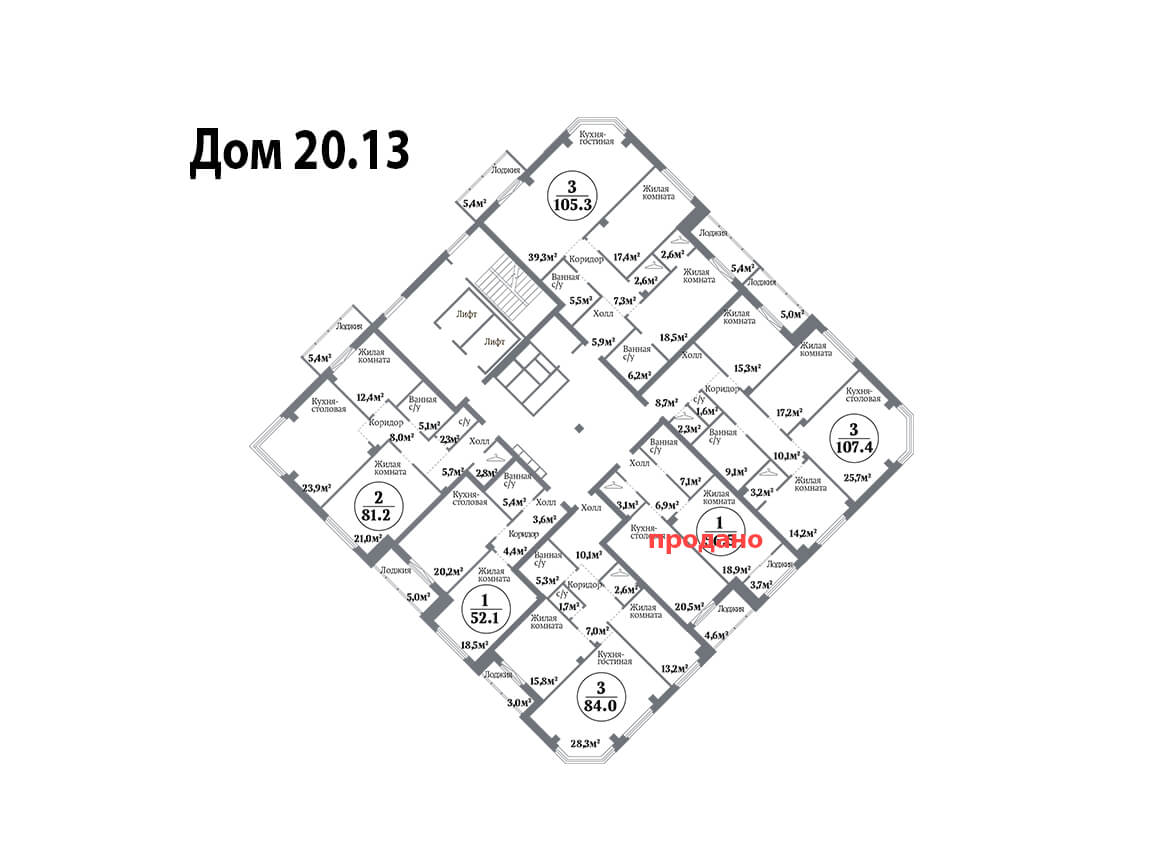 Дом 20.13
Кухня-
гостиная
3
105.3
39,3м²
Лоджия
5,4м²
Жилая
комната
17,4м²
2,6м²
Коридор
2,6м²
7,3м²
Ванная
с/у
5,5м²
Холл
5,9м²
Жилая
комната
18,5м²
Ванная
с/у
6,2м²
Лоджия
5,4м²
Лоджия
5,0м²
Лифт
Лифт
Жилая
комната
15,3м²
Жилая
комната
17,2м²
Кухня-
столовая
3
107.4
25,7м²
Холл
8,7м²
Коридор
10,1м²
с/у
1,6м²
2,3м²
Ванная
с/у
9,1м²
3,2м²
Жилая
комната
14,2м²
Лоджия
5,4м²
Жилая
комната
12,4м²
Кухня-
столовая
23,9м²
Коридор
8,0м²
Ванная
с/у
5,1м²
с/у
2,3м²
Холл
5,7м²
2,8м²
Жилая
комната
2
81.2
21,0м²
Ванная
с/у
5,4м²
Холл
3,6м²
Кухня-
столовая
20,2м²
Коридор
4,4м²
Жилая
комната
1
52.1
18,5м²
Лоджия
5,0м²
Ванная
с/у
7,1м²
Холл
6,9м²
3,1м²
Жилая
комната
1
18,9м²
Кухня-
20,5м²
продано
Лоджия
3,7м²
Лоджия
4,6м²
Холл
10,1м²
Ванная
с/у
5,3м²
Коридор
7,0м²
2,6м²
с/у
1,7м²
Жилая
комната
15,8м²
Жилая
комната
13,2м²
Кухня-
гостиная
3
84.0
28,3м²
Лоджия
3,0м²